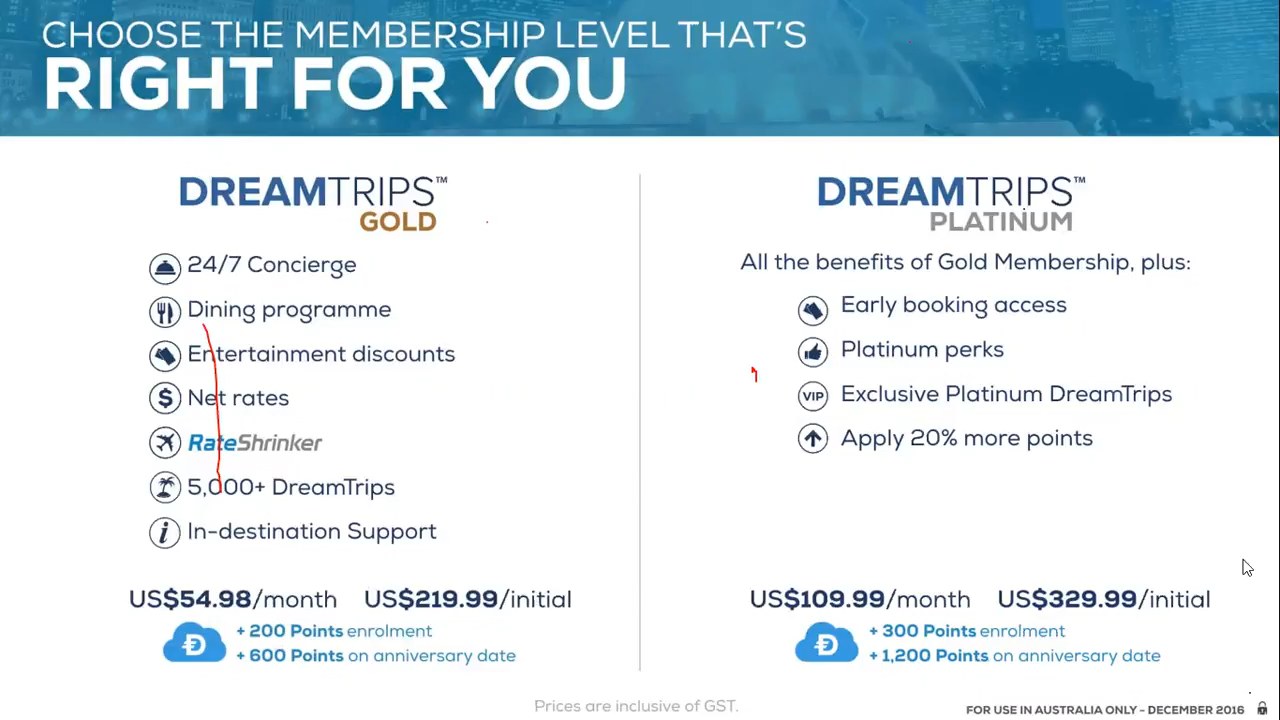 CHOOSE THE MEMBERSHIP LEVEL THAT'S
RIGHT FOR YOU
DREAMTRIPS™
GOLD
24/7 Concierge
Dining programme
Entertainment discounts
Net rates
RateShrinker
5,000+ DreamTrips
In-destination Support
US$54.98/month US$219.99/initial
+ 200 Points enrolment
+ 600 Points on anniversary date
DREAMTRIPS™
PLATINUM
All the benefits of Gold Membership, plus:
Early booking access
Platinum perks
VIP Exclusive Platinum DreamTrips
Apply 20% more points
US$109.99/month US$329.99/initial
+ 300 Points enrolment
+ 1,200 Points on anniversary date
Prices are inclusive of GST.
FOR USE IN AUSTRALIA ONLY - DECEMBER 2016